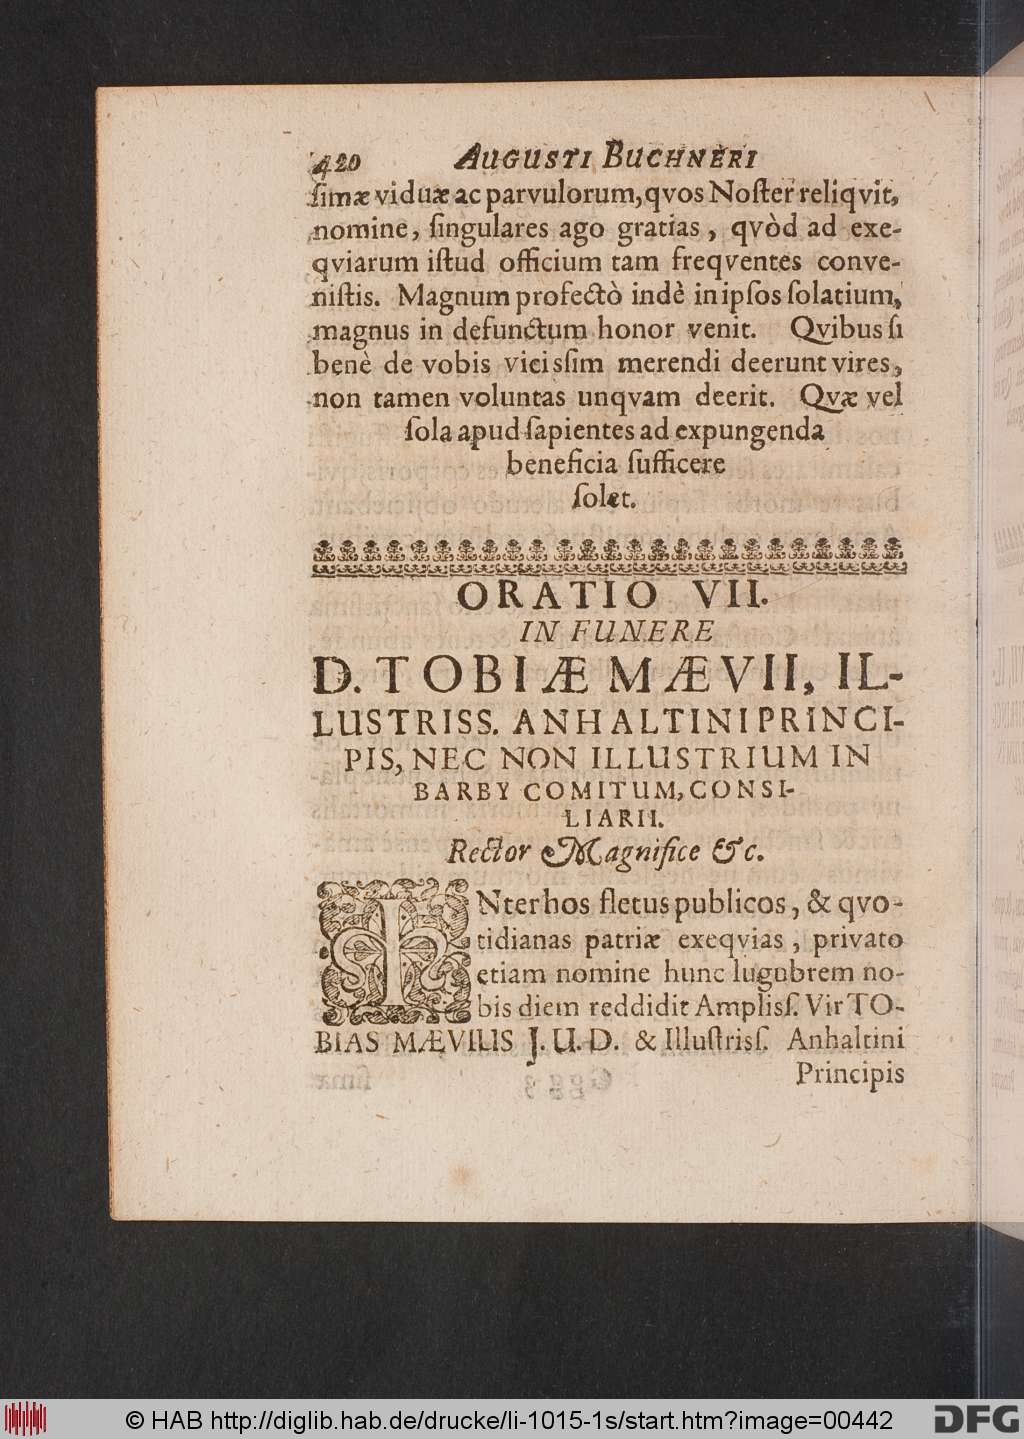 420 AUGUSTI BUCHNERI
ſimæ viduæ ac parvulorum, qvos Noſter reliqvit,
nomine, ſingulares ago gratias, qvòd ad exe-
qviarum iſtud officium tam freqventes conve-
niſtis. Magnum profectò indè in ipſos ſolatium,
magnus in defunctum honor venit. Qvibus ſi
benè de vobis viciſsim merendi deerunt vires,
non tamen voluntas unqvam deerit. Qvæ vel
ſola apud ſapientes ad expungenda
beneficia ſufficere
ſolet.
ORATIO VII.
IN FUNERE
D. TOBIÆ MÆVII, IL-
LUSTRISS. ANHALTINI PRINCI-
PIS, NEC NON ILLUSTRIUM IN
BARBY COMITUM, CONSI-
LIARII.
Rector Magnifice &c.
INter hos fletus publicos, & qvo-
tidianas patriæ exeqvias, privato
etiam nomine hunc lugubrem no-
bis diem reddidit Ampliſſ. Vir TO-
BIAS MÆVIUS J. U. D. & Illuſtrisſ. Anhaltini
Principis
© HAB http://diglib.hab.de/drucke/li-1015-1s/start.htm?image=00442
DFG